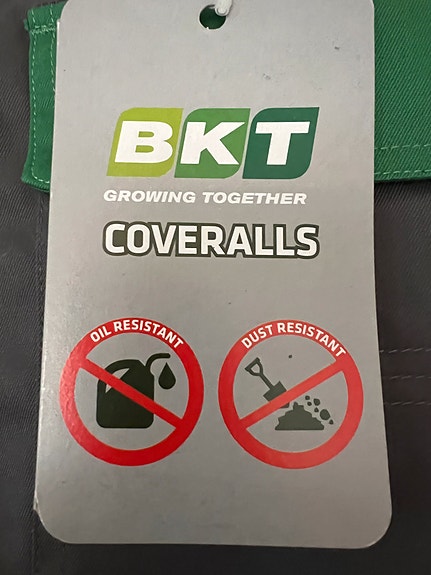 BKT
GROWING TOGETHER
COVERALLS
OIL RESISTANT
DUST RESISTANT